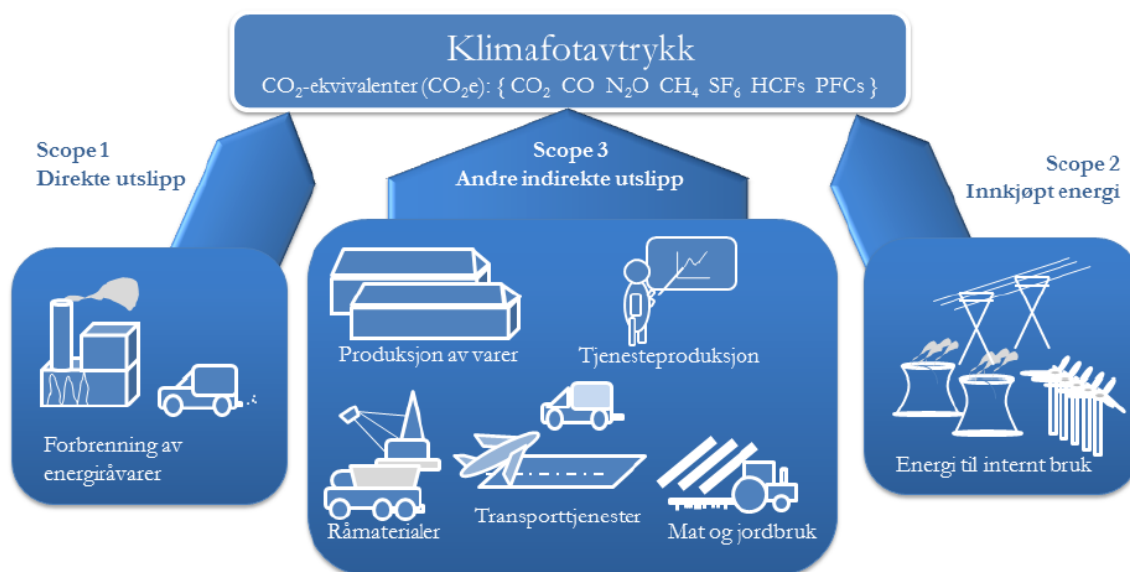 Klimafotavtrykk
CO₂-ekvivalenter (CO₂e): { CO₂ CO N₂O CH₄ SF₆ HCFs PFCs }
Scope 1
Direkte utslipp
Scope 3
Andre indirekte utslipp
Scope 2
Innkjøpt energi
Produksjon av varer
Tjenesteproduksjon
Forbrenning av
energiråvarer
Råmaterialer
Transporttjenester
Mat og jordbruk
Energi til internt bruk